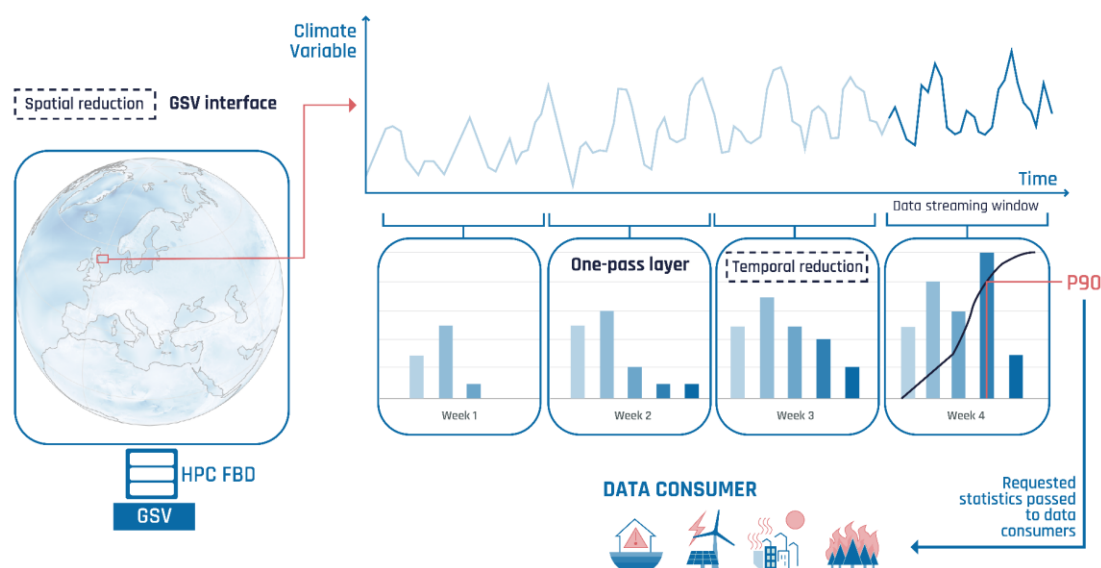 Climate
Variable
Spatial reduction
GSV interface
Time
Data streaming window
One-pass layer
Temporal reduction
P90
Week 1
Week 2
Week 3
Week 4
HPC FBD
GSV
DATA CONSUMER
Requested
statistics passed
to data
consumers